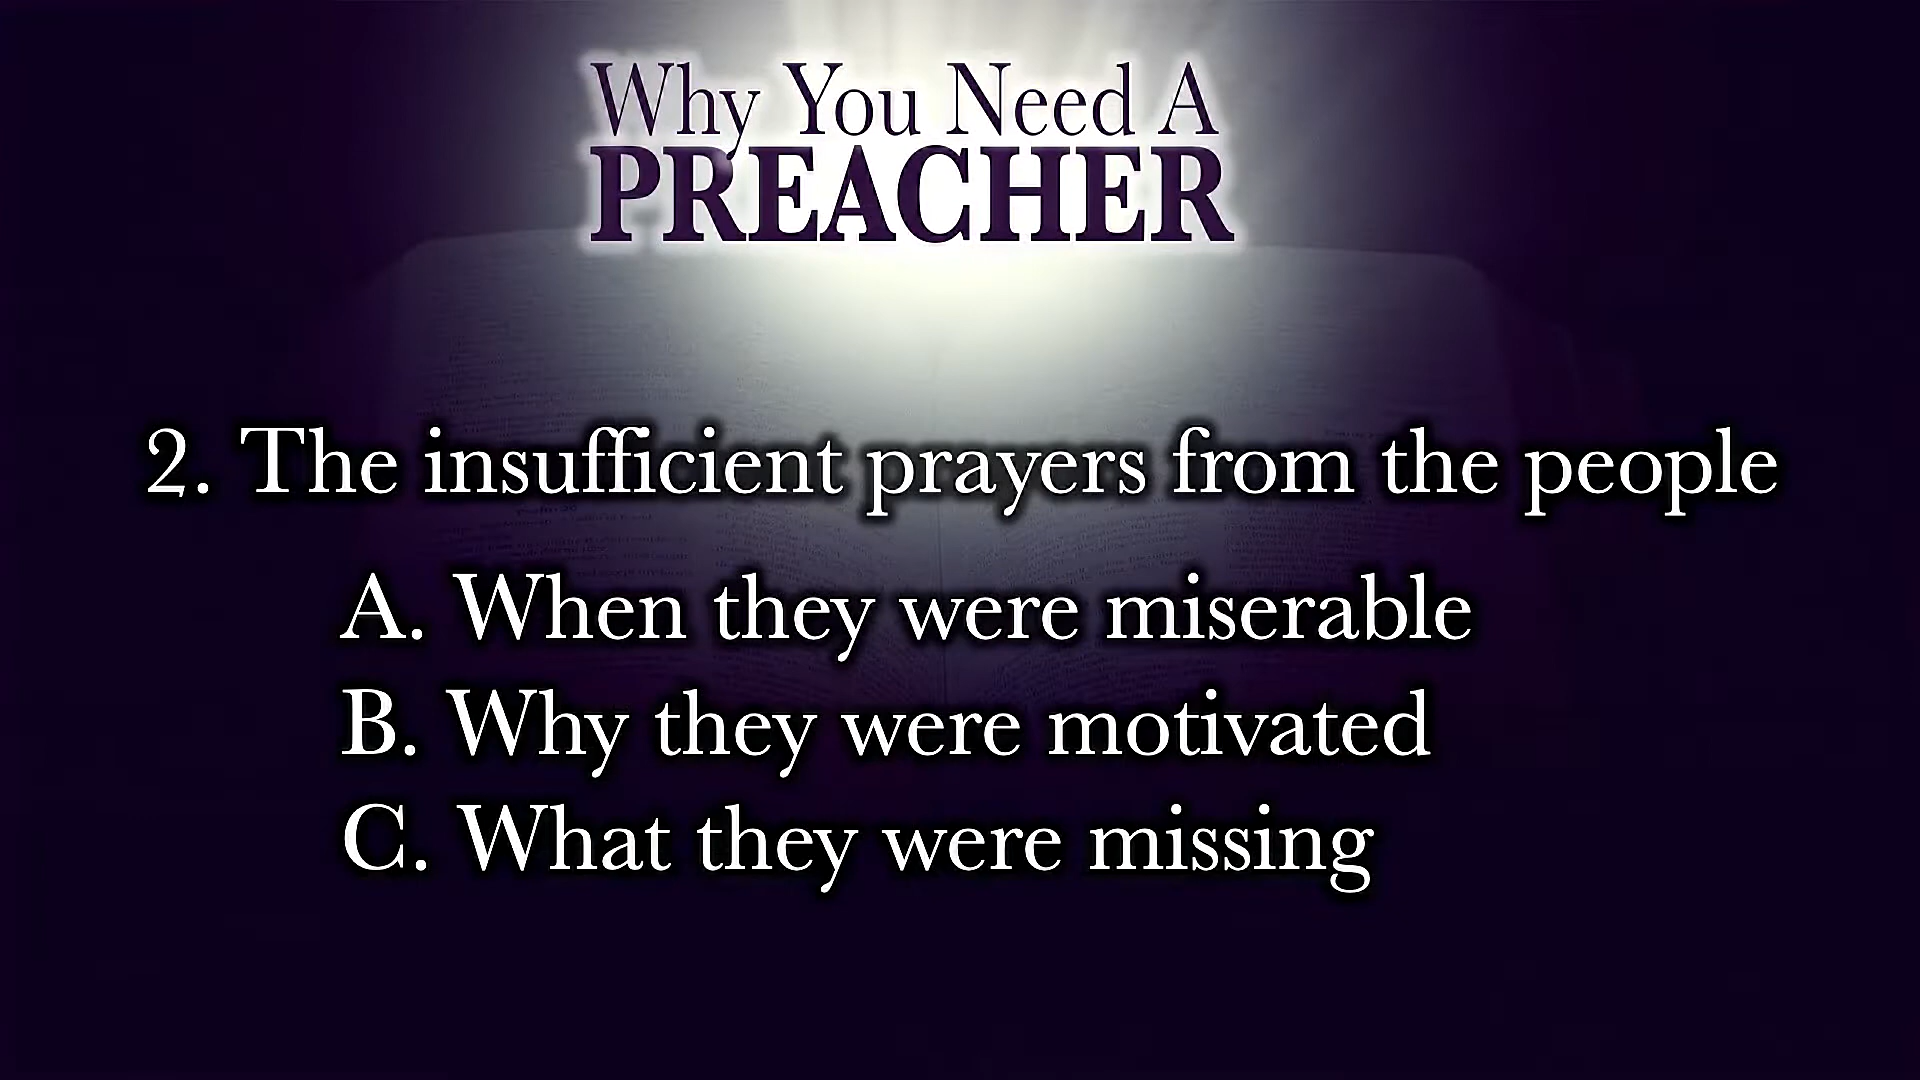 Why You Need A
PREACHER
2. The insufficient prayers from the people
A. When they were miserable
B. Why they were motivated
C. What they were missing